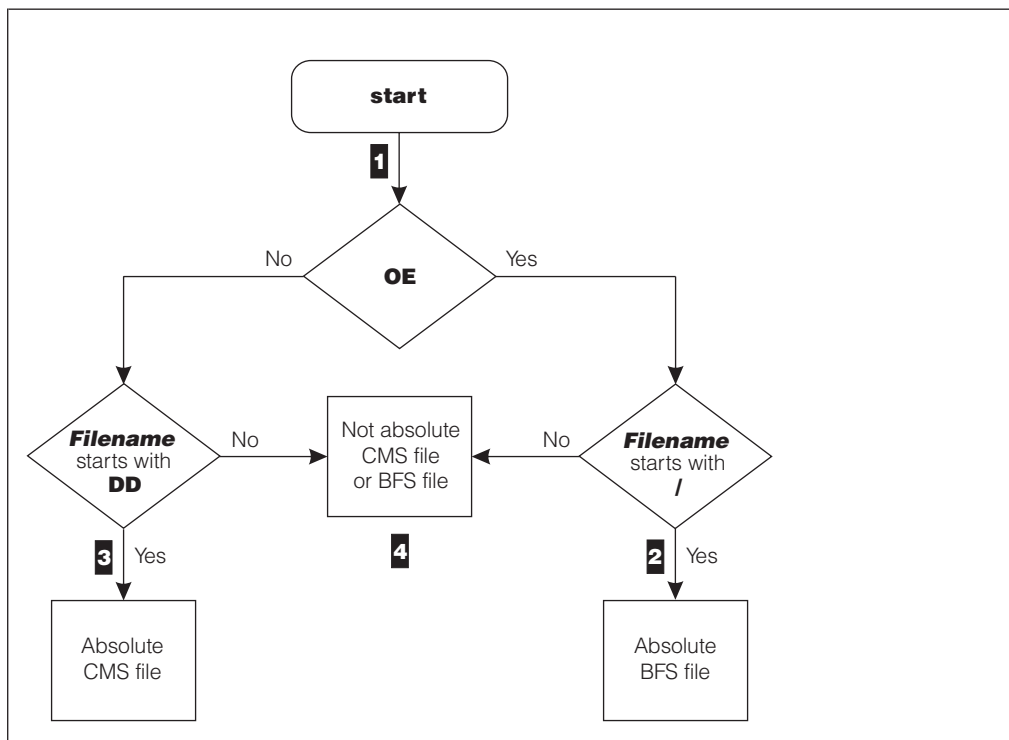 start
1
No
Yes
OE
Filename
starts with
DD
No
Not absolute
CMS file
or BFS file
No
Filename
starts with
/
3
Yes
4
2
Yes
Absolute
CMS file
Absolute
BFS file